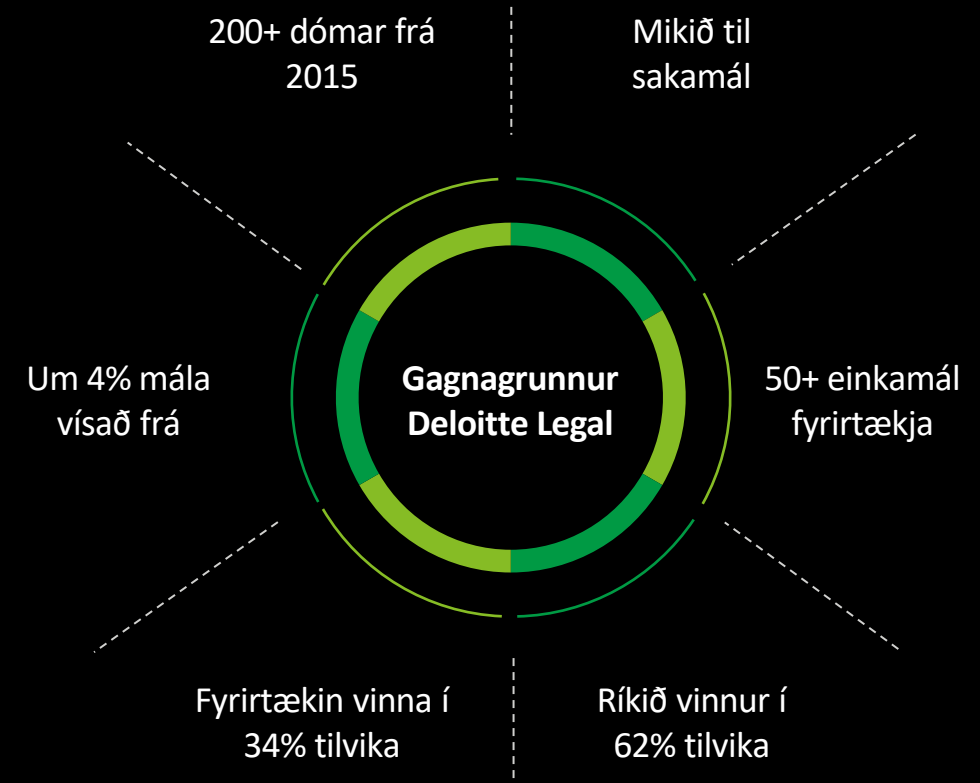 200+ dómar frá
2015
Mikið til
sakamál
Um 4% mála
vísað frá
Gagnagrunnur
Deloitte Legal
50+ einkamál
fyrirtækja
Fyrirtækin vinna í
34% tilvika
Ríkið vinnur í
62% tilvika